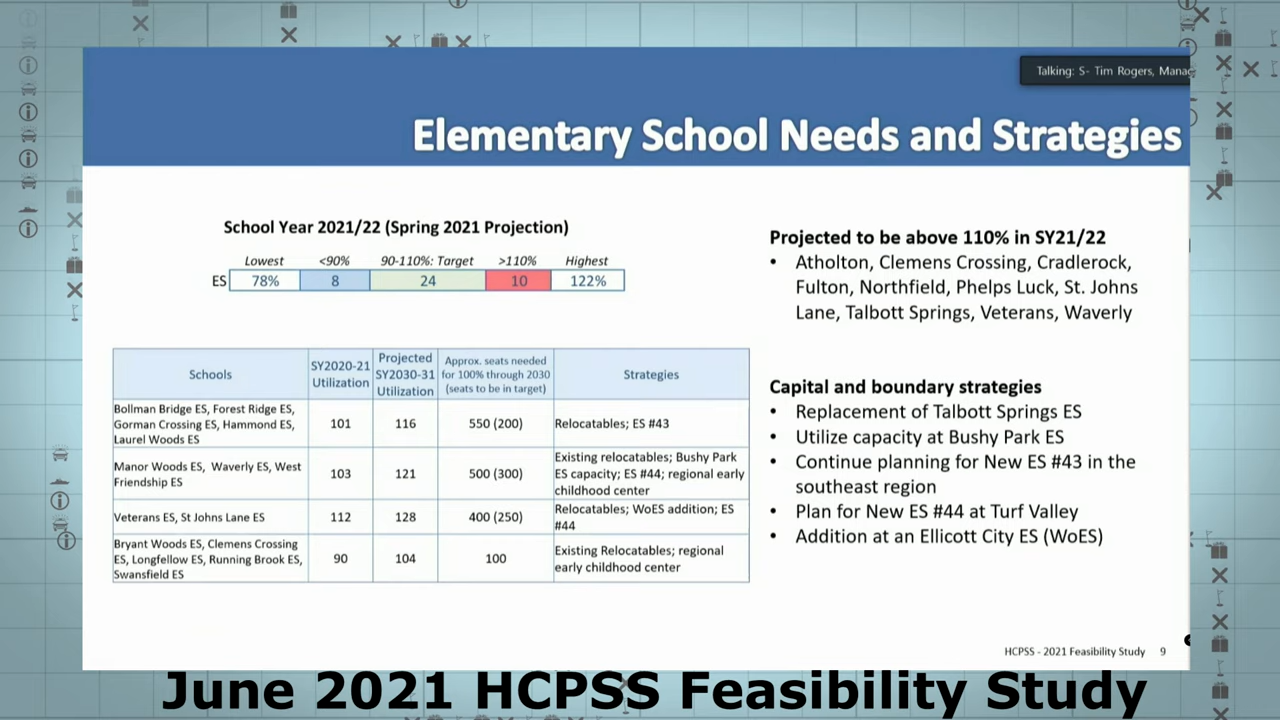 Talking: S- Tim Rogers, Manag
Elementary School Needs and Strategies
School Year 2021/22 (Spring 2021 Projection)
Lowest <90% 90-110%: Target >110% Highest
ES 78% 8 24 10 122%
Schools SY2020-21 Utilization Projected SY2030-31 Utilization Approx. seats needed for 100% through 2030 (seats to be in target) Strategies
Bollman Bridge ES, Forest Ridge ES,
Gorman Crossing ES, Hammond ES,
Laurel Woods ES
101 116 550 (200) Relocatables; ES #43
Manor Woods ES, Waverly ES, West
Friendship ES
103 121 500 (300)
Existing relocatables; Bushy Park
ES capacity; ES #44; regional early
childhood center
Veterans ES, St Johns Lane ES 112 128 400 (250)
Relocatables; WoES addition; ES
#44
Bryant Woods ES, Clemens Crossing
ES, Longfellow ES, Running Brook ES,
Swansfield ES
90 104 100
Existing Relocatables; regional
early childhood center
Projected to be above 110% in SY21/22
• Atholton, Clemens Crossing, Cradlerock,
Fulton, Northfield, Phelps Luck, St. Johns
Lane, Talbott Springs, Veterans, Waverly
Capital and boundary strategies
• Replacement of Talbott Springs ES
• Utilize capacity at Bushy Park ES
• Continue planning for New ES #43 in the
southeast region
• Plan for New ES #44 at Turf Valley
• Addition at an Ellicott City ES (WoES)
HCPSS - 2021 Feasibility Study 9
June 2021 HCPSS Feasibility Study